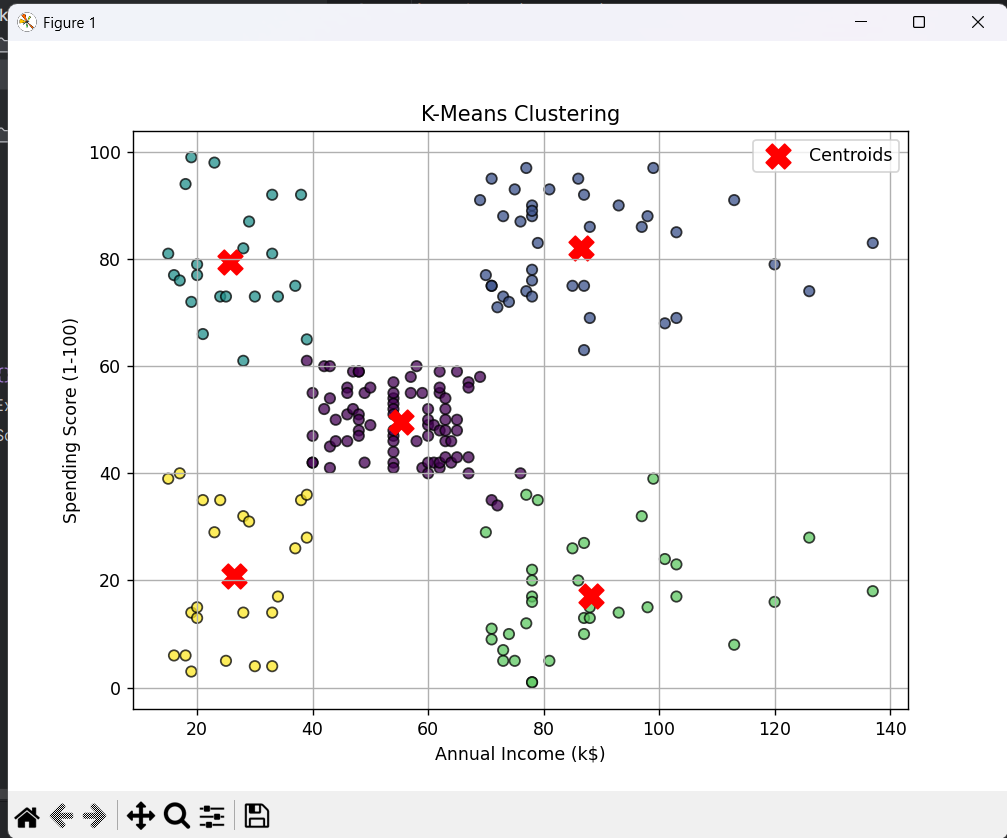 Figure 1
K-Means Clustering
Centroids
100
80
60
40
20
0
Spending Score (1-100)
20 40 60 80 100 120 140
Annual Income (k$)